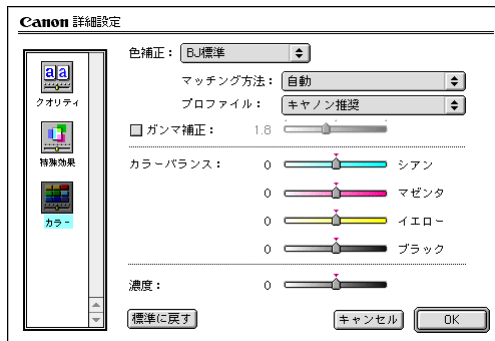 Canon 詳細設定
クオリティ
特殊効果
カラー
色補正： BJ標準
マッチング方法： 自動
プロファイル： キヤノン推奨
ガンマ補正： 1.8
カラーバランス： 0 シアン
0 マゼンタ
0 イエロー
0 ブラック
濃度： 0
標準に戻す キャンセル OK